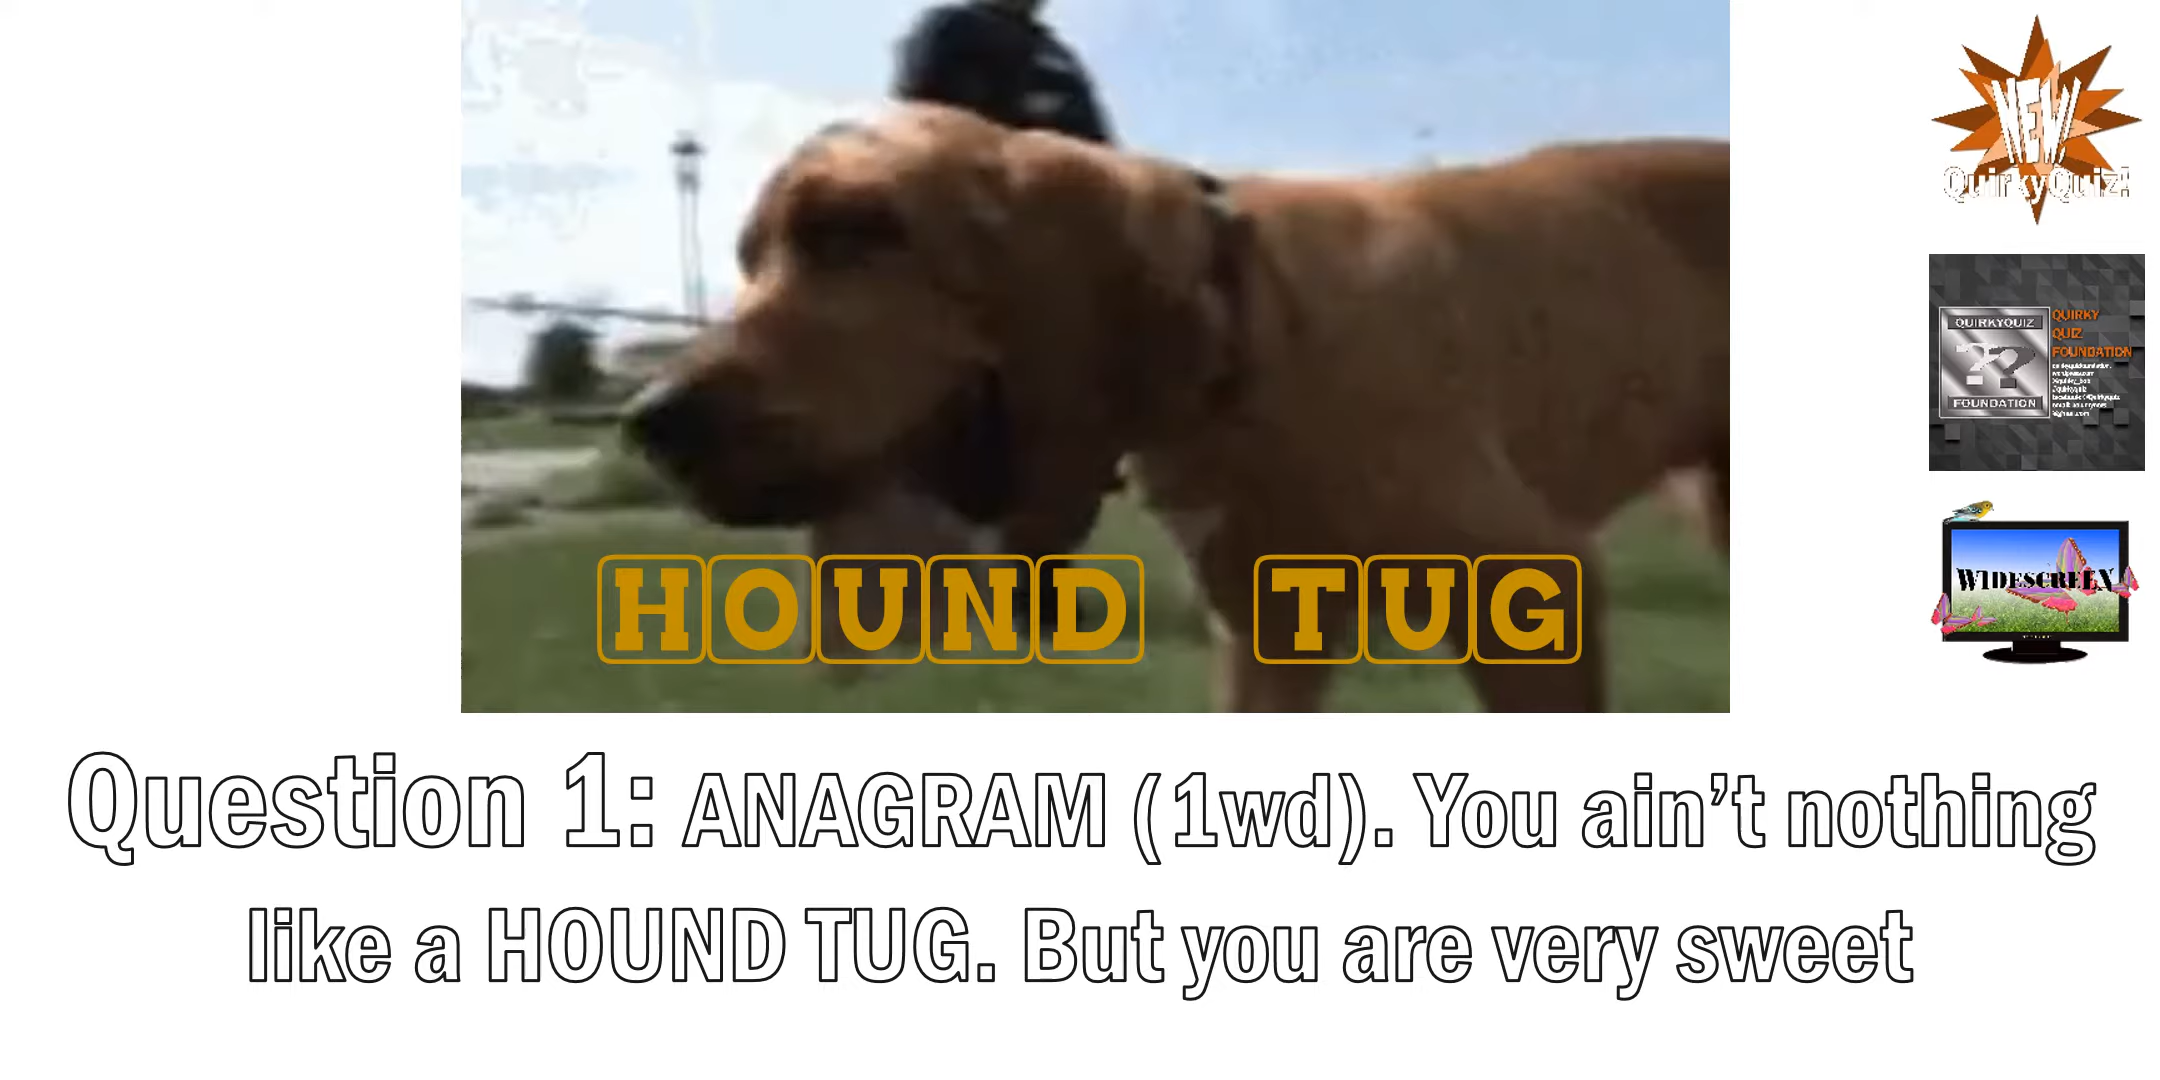 NEW!
QuirkyQuiz!
QUIRKYQUIZ
??
FOUNDATION
QUIRKY
QUIZ
FOUNDATION
WIDESCREEN
HOUND TUG
Question 1: ANAGRAM (1wd). You ain’t nothing
like a HOUND TUG. But you are very sweet